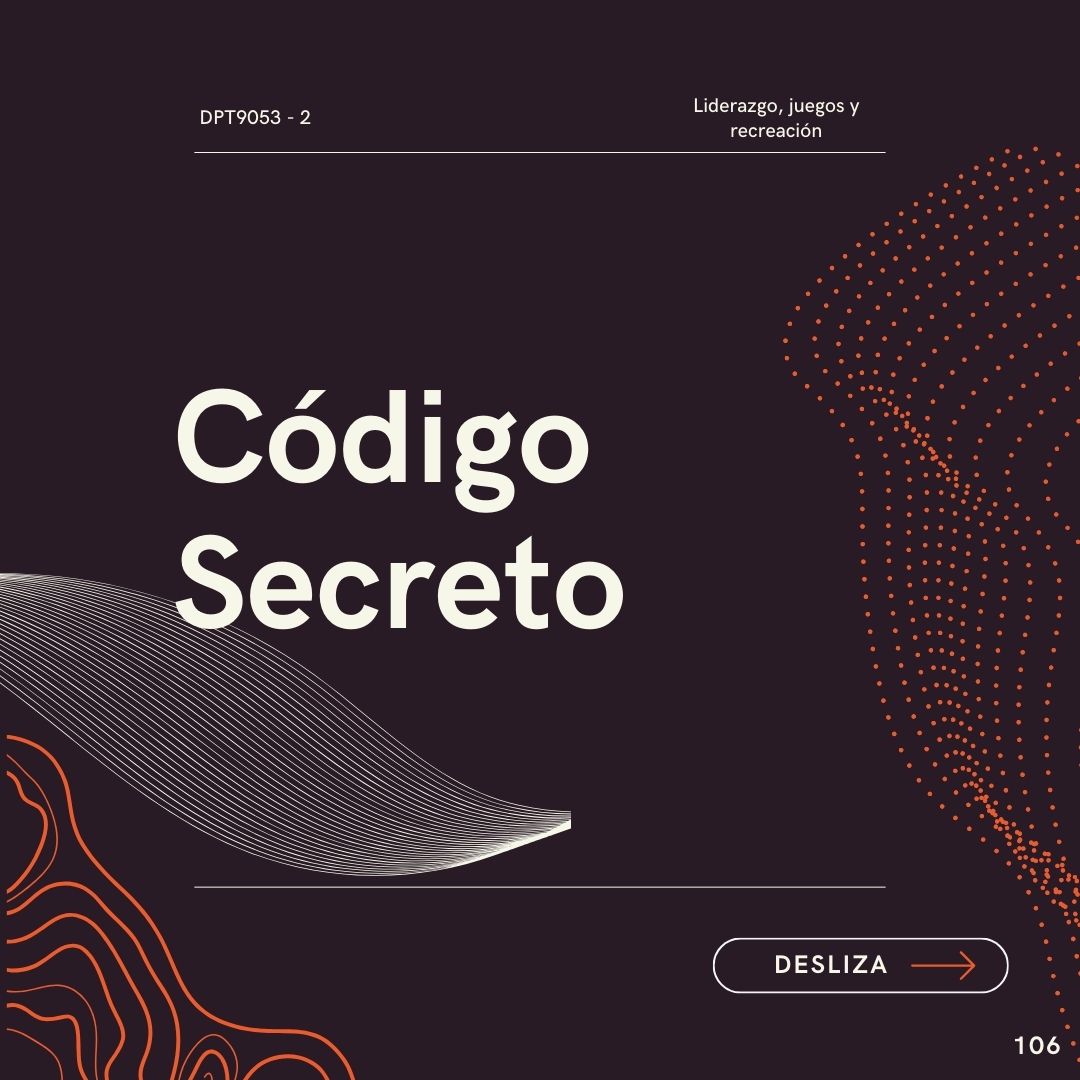 DPT9053 - 2
Liderazgo, juegos y
recreación
Código
Secreto
DESLIZA
106